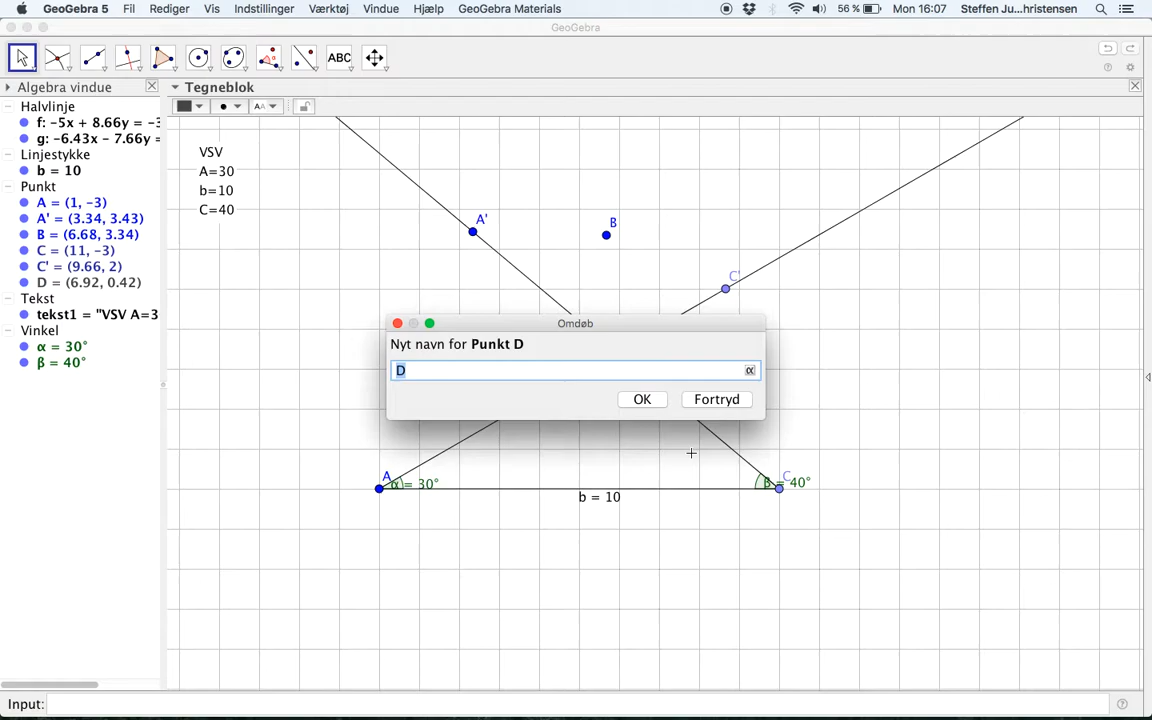 GeoGebra 5 Fil Rediger Vis Indstillinger Værktøj Vindue Hjælp GeoGebra Materials 56 % Mon 16:07 Steffen Ju...hristensen
GeoGebra
ABC
Algebra vindue
Tegneblok
AA
Halvlinje
f: -5x + 8.66y = -3
g: -6.43x - 7.66y =
Linjestykke
b = 10
Punkt
A = (1, -3)
A' = (3.34, 3.43)
B = (6.68, 3.34)
C = (11, -3)
C' = (9.66, 2)
D = (6.92, 0.42)
Tekst
tekst1 = "VSV A=3
Vinkel
α = 30°
β = 40°
VSV
A=30
b=10
C=40
A'
B
C'
Omdøb
Nyt navn for Punkt D
D
α
OK Fortryd
A
α = 30°
b = 10
C
β = 40°
Input: